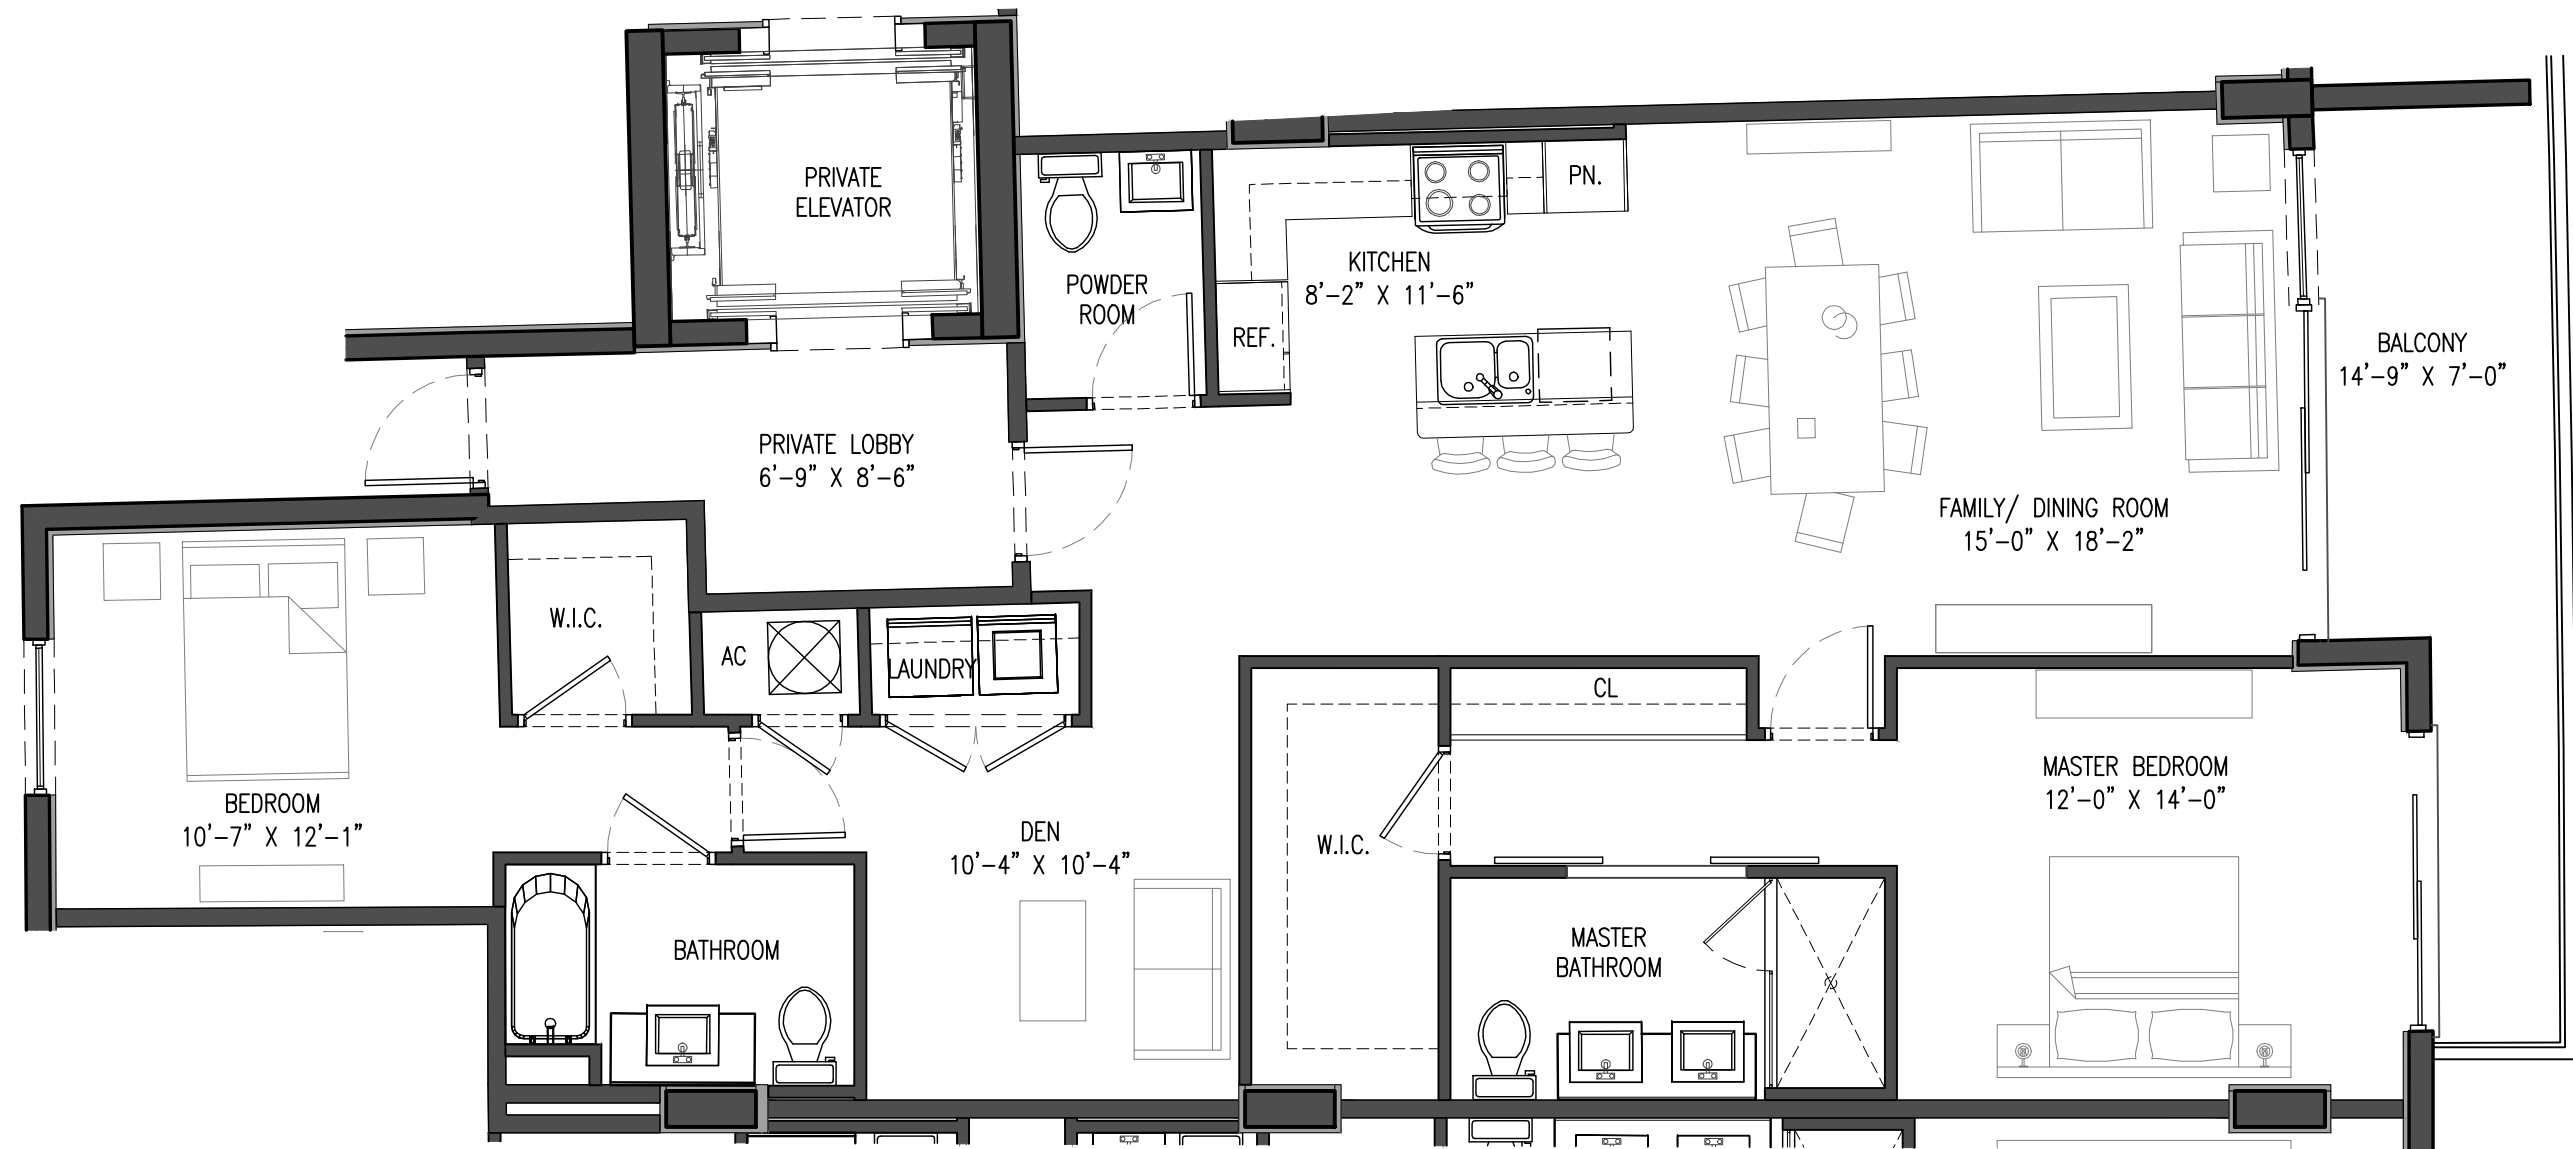 PRIVATE
ELEVATOR
PN.
POWDER
ROOM
KITCHEN
8'-2" X 11'-6"
REF.
BALCONY
14'-9" X 7'-0"
PRIVATE LOBBY
6'-9" X 8'-6"
FAMILY/ DINING ROOM
15'-0" X 18'-2"
W.I.C.
AC
LAUNDRY
CL
MASTER BEDROOM
12'-0" X 14'-0"
BEDROOM
10'-7" X 12'-1"
DEN
10'-4" X 10'-4"
W.I.C.
BATHROOM
MASTER
BATHROOM